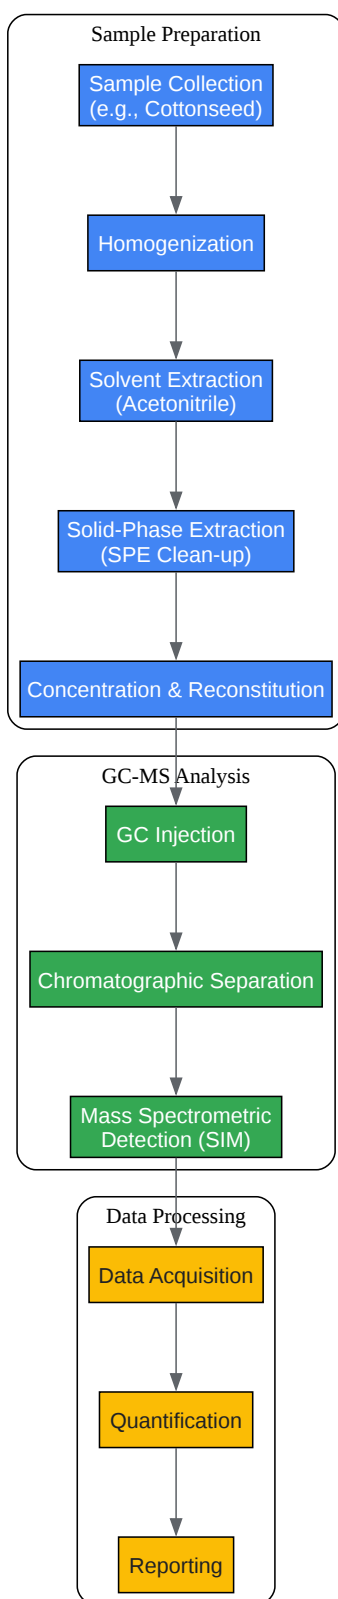 Sample Preparation
Sample Collection
(e.g., Cottonseed)
Homogenization
Solvent Extraction
(Acetonitrile)
Solid-Phase Extraction
(SPE Clean-up)
Concentration & Reconstitution
GC-MS Analysis
GC Injection
Chromatographic Separation
Mass Spectrometric
Detection (SIM)
Data Processing
Data Acquisition
Quantification
Reporting